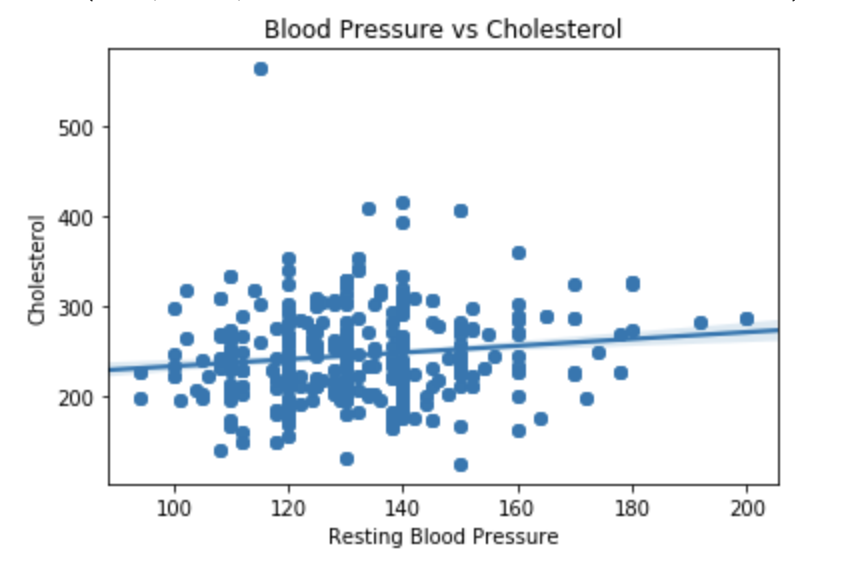 Blood Pressure vs Cholesterol
500
400
300
200
Cholesterol
100 120 140 160 180 200
Resting Blood Pressure